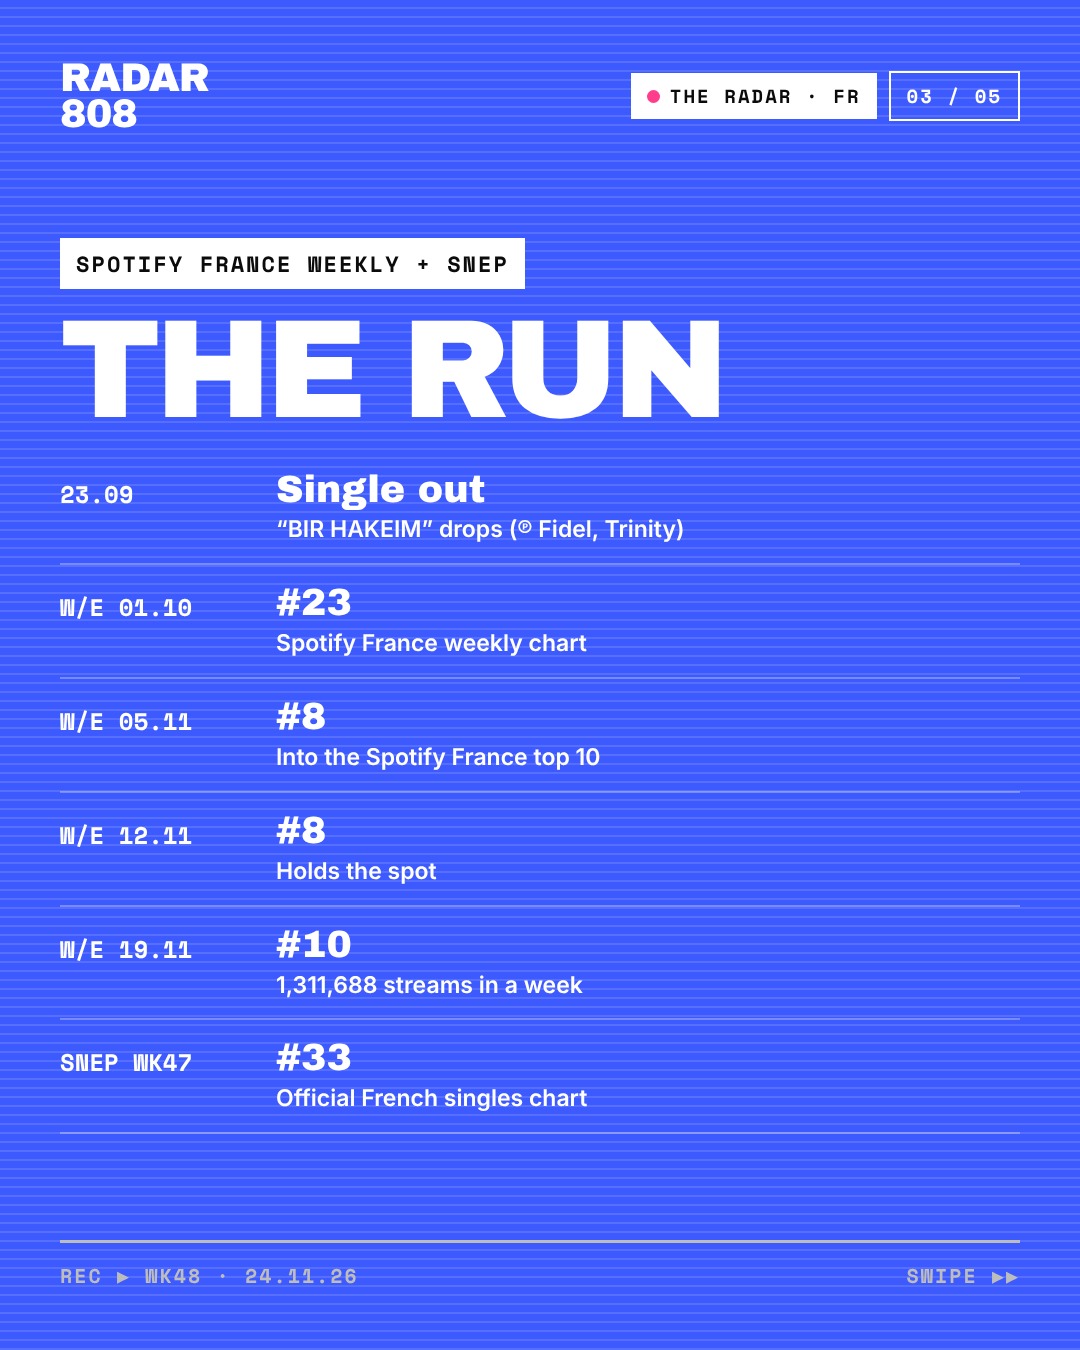 RADAR
808
THE RADAR · FR
03 / 05
SPOTIFY FRANCE WEEKLY + SNEP
THE RUN
23.09
Single out
“BIR HAKEIM” drops (℗ Fidel, Trinity)
W/E 01.10
#23
Spotify France weekly chart
W/E 05.11
#8
Into the Spotify France top 10
W/E 12.11
#8
Holds the spot
W/E 19.11
#10
1,311,688 streams in a week
SNEP WK47
#33
Official French singles chart
REC ▶ WK48 · 24.11.26
SWIPE ▶▶